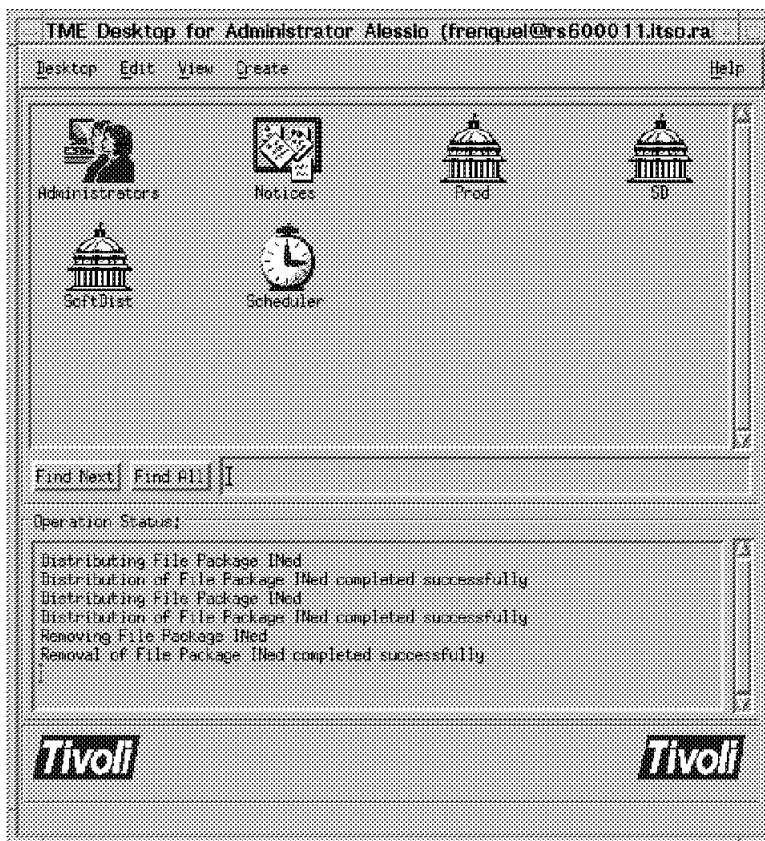 TME Desktop for Administrator Alessio (frenquel@rs600011.itso.ra
Desktop Edit View Create Help
Administrators Notices Prod SD
SoftDist Scheduler
Find Next Find All
Operation Status:
Distributing File Package INed
Distribution of File Package INed completed successfully
Distributing File Package INed
Distribution of File Package INed completed successfully
Removing File Package INed
Removal of File Package INed completed successfully
Tivoli Tivoli